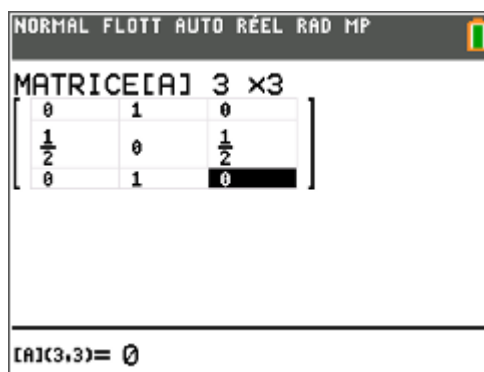 NORMAL FLOTT AUTO RÉEL RAD MP
MATRICE[A] 3 ×3
0 1 0
1/2 0 1/2
0 1 0
[A](3,3)= 0